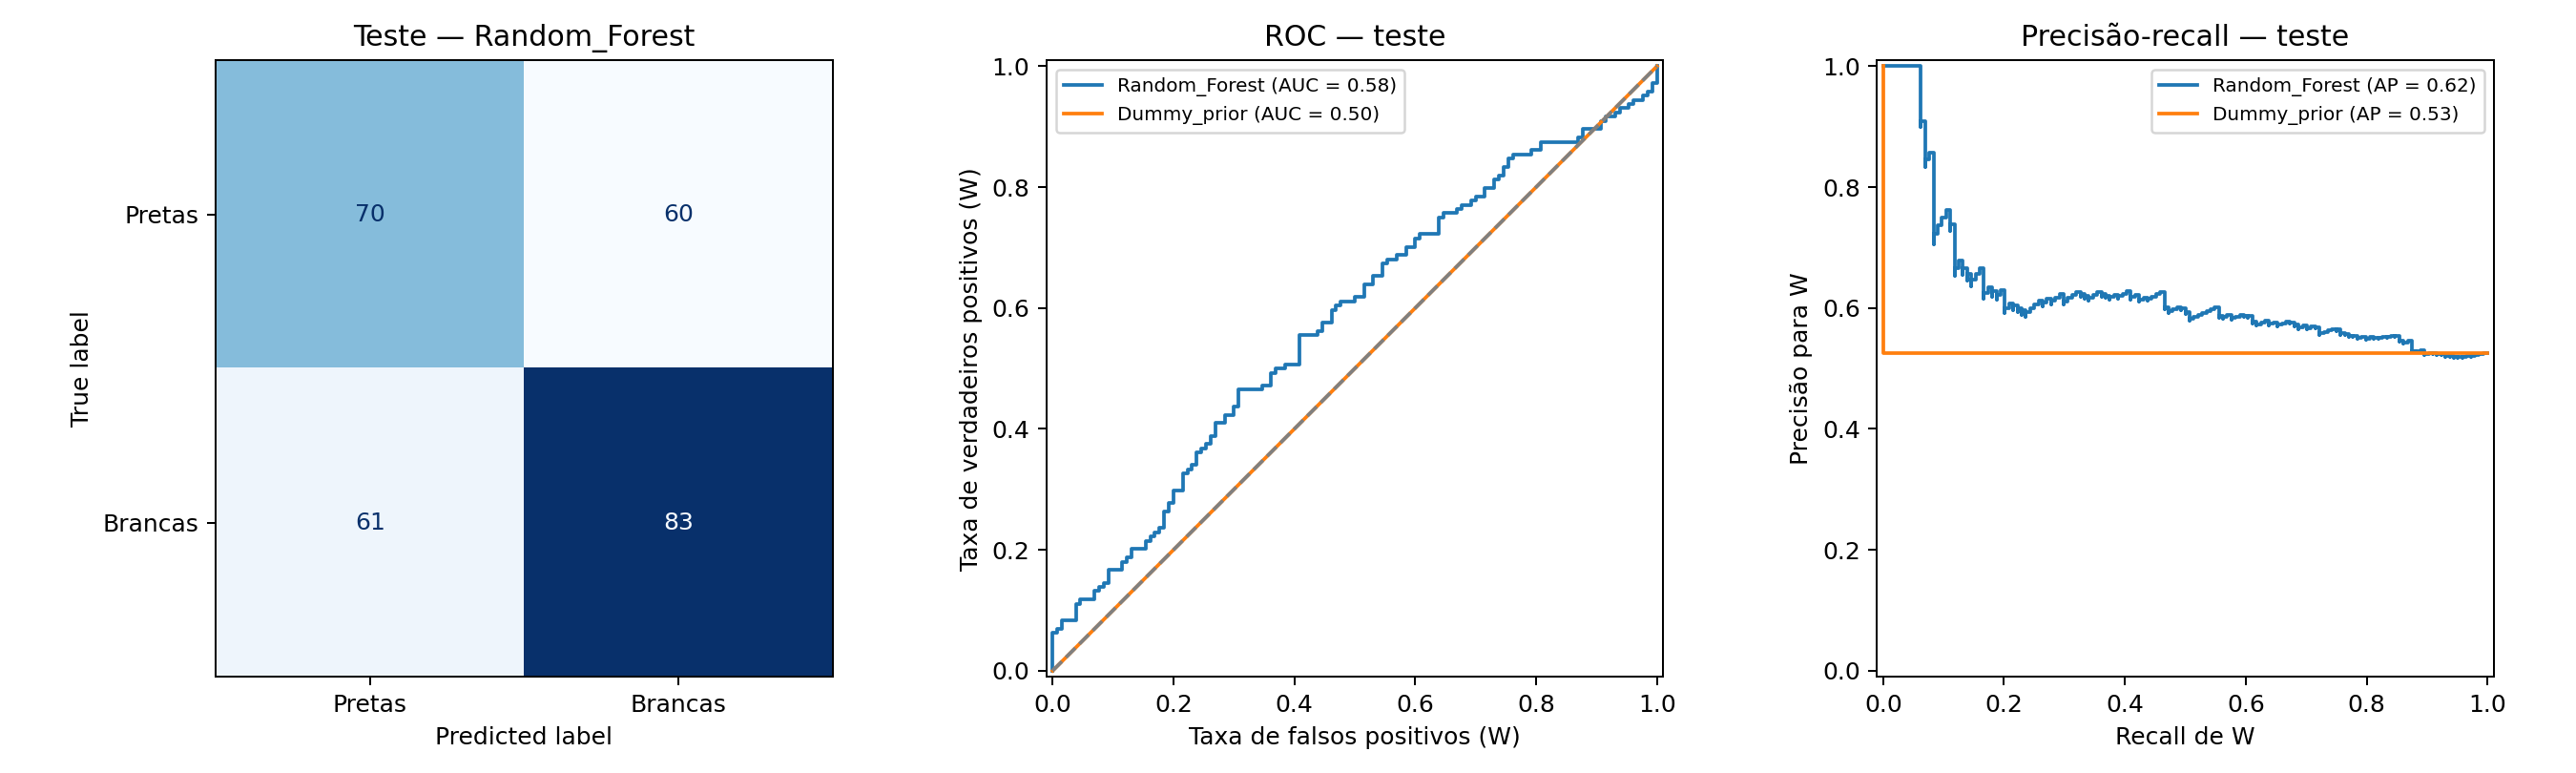 Teste — Random_Forest
True label
Pretas
Brancas
70
60
61
83
Pretas
Brancas
Predicted label
ROC — teste
Taxa de verdadeiros positivos (W)
1.0
0.8
0.6
0.4
0.2
0.0
Random_Forest (AUC = 0.58)
Dummy_prior (AUC = 0.50)
0.0 0.2 0.4 0.6 0.8 1.0
Taxa de falsos positivos (W)
Precisão-recall — teste
Precisão para W
1.0
0.8
0.6
0.4
0.2
0.0
Random_Forest (AP = 0.62)
Dummy_prior (AP = 0.53)
0.0 0.2 0.4 0.6 0.8 1.0
Recall de W